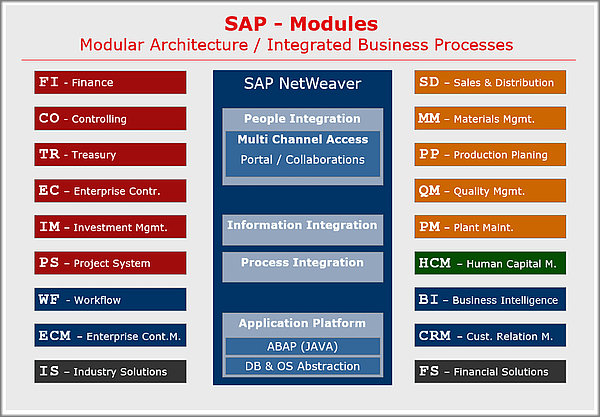 SAP - Modules
Modular Architecture / Integrated Business Processes
FI - Finance
CO - Controlling
TR - Treasury
EC – Enterprise Contr.
IM – Investment Mgmt.
PS – Project System
WF – Workflow
ECM – Enterprise Cont.M.
IS – Industry Solutions
SAP NetWeaver
People Integration
Multi Channel Access
Portal / Collaborations
Information Integration
Process Integration
Application Platform
ABAP (JAVA)
DB & OS Abstraction
SD – Sales & Distribution
MM – Materials Mgmt.
PP – Production Planing
QM – Quality Mgmt.
PM – Plant Maint.
HCM – Human Capital M.
BI – Business Intelligence
CRM – Cust. Relation M.
FS – Financial Solutions